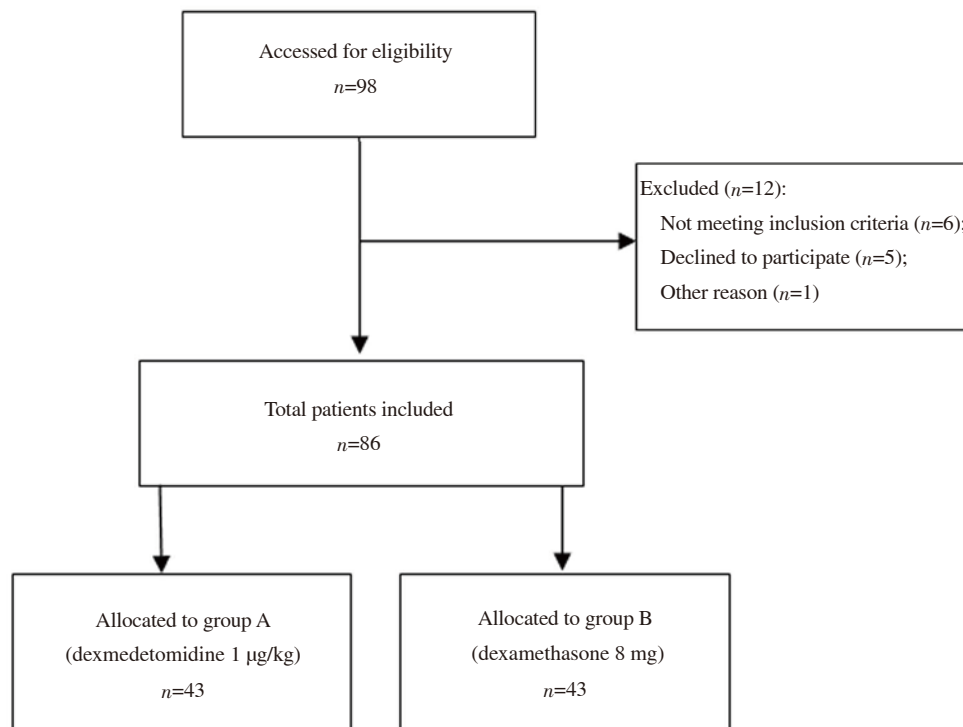 Accessed for eligibility
n=98
Excluded (n=12):
Not meeting inclusion criteria (n=6);
Declined to participate (n=5);
Other reason (n=1)
Total patients included
n=86
Allocated to group A
(dexmedetomidine 1 μg/kg)
n=43
Allocated to group B
(dexamethasone 8 mg)
n=43